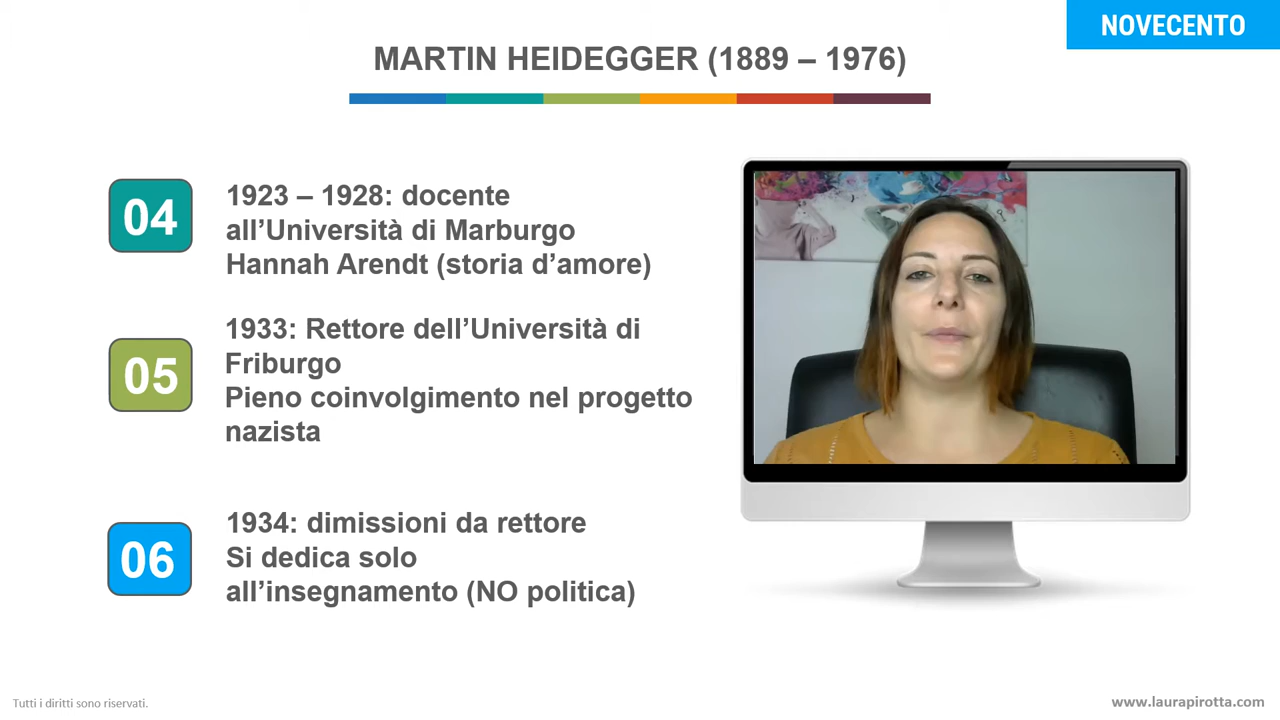 NOVECENTO
MARTIN HEIDEGGER (1889 – 1976)
04
1923 – 1928: docente
all’Università di Marburgo
Hannah Arendt (storia d’amore)
05
1933: Rettore dell’Università di
Friburgo
Pieno coinvolgimento nel progetto
nazista
06
1934: dimissioni da rettore
Si dedica solo
all’insegnamento (NO politica)
Tutti i diritti sono riservati.
www.laurapirotta.com